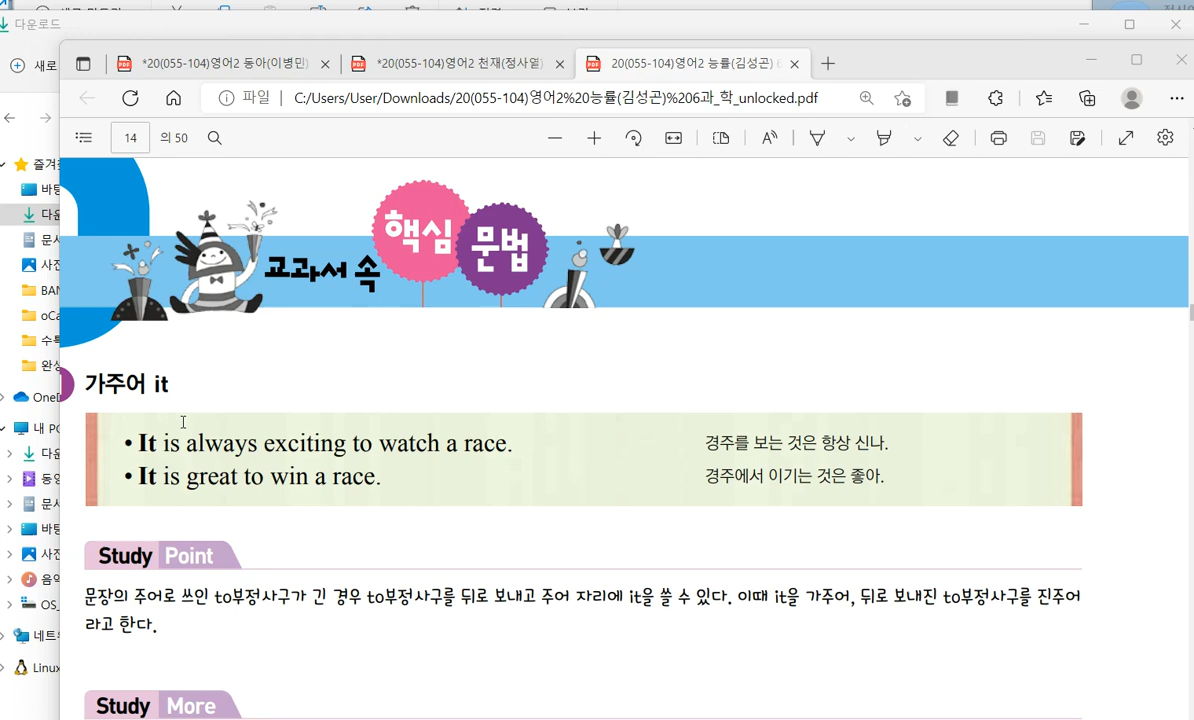 다운로드
새로
*20(055-104)영어2 동아(이병민)
*20(055-104)영어2 천재(정사열)
20(055-104)영어2 능률(김성곤) 6
파일 | C:/Users/User/Downloads/20(055-104)영어2%20능률(김성곤)%206과_학_unlocked.pdf
14 의 50
즐겨
바탕
다운
문서
사진
BAN
oCa
수특
완성
OneD
내 PC
다운
동영
문서
바탕
사진
음악
OS_
네트워
Linux
교과서 속 핵심 문법
가주어 it
• It is always exciting to watch a race. 경주를 보는 것은 항상 신나.
• It is great to win a race. 경주에서 이기는 것은 좋아.
Study Point
문장의 주어로 쓰인 to부정사구가 긴 경우 to부정사구를 뒤로 보내고 주어 자리에 it을 쓸 수 있다. 이때 it을 가주어, 뒤로 보내진 to부정사구를 진주어
라고 한다.
Study More